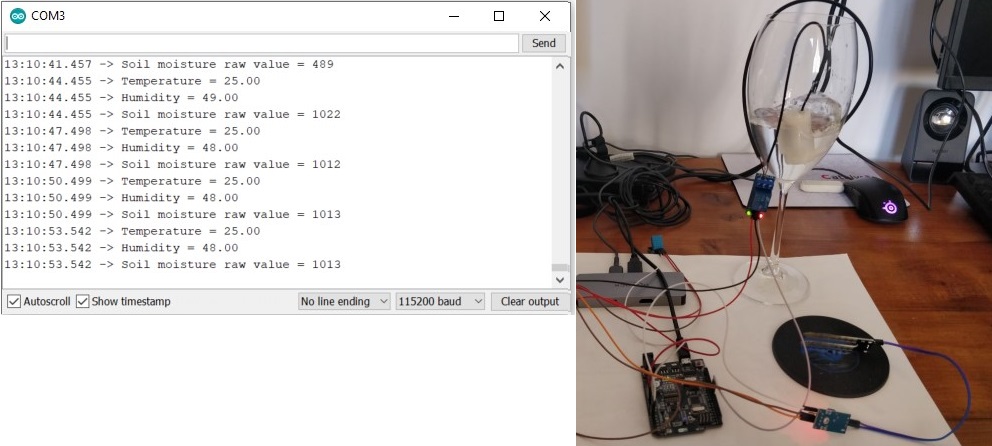 COM3
Send
13:10:41.457 -> Soil moisture raw value = 489
13:10:44.455 -> Temperature = 25.00
13:10:44.455 -> Humidity = 49.00
13:10:44.455 -> Soil moisture raw value = 1022
13:10:47.498 -> Temperature = 25.00
13:10:47.498 -> Humidity = 48.00
13:10:47.498 -> Soil moisture raw value = 1012
13:10:50.499 -> Temperature = 25.00
13:10:50.499 -> Humidity = 48.00
13:10:50.499 -> Soil moisture raw value = 1013
13:10:53.542 -> Temperature = 25.00
13:10:53.542 -> Humidity = 48.00
13:10:53.542 -> Soil moisture raw value = 1013
Autoscroll Show timestamp No line ending 115200 baud Clear output